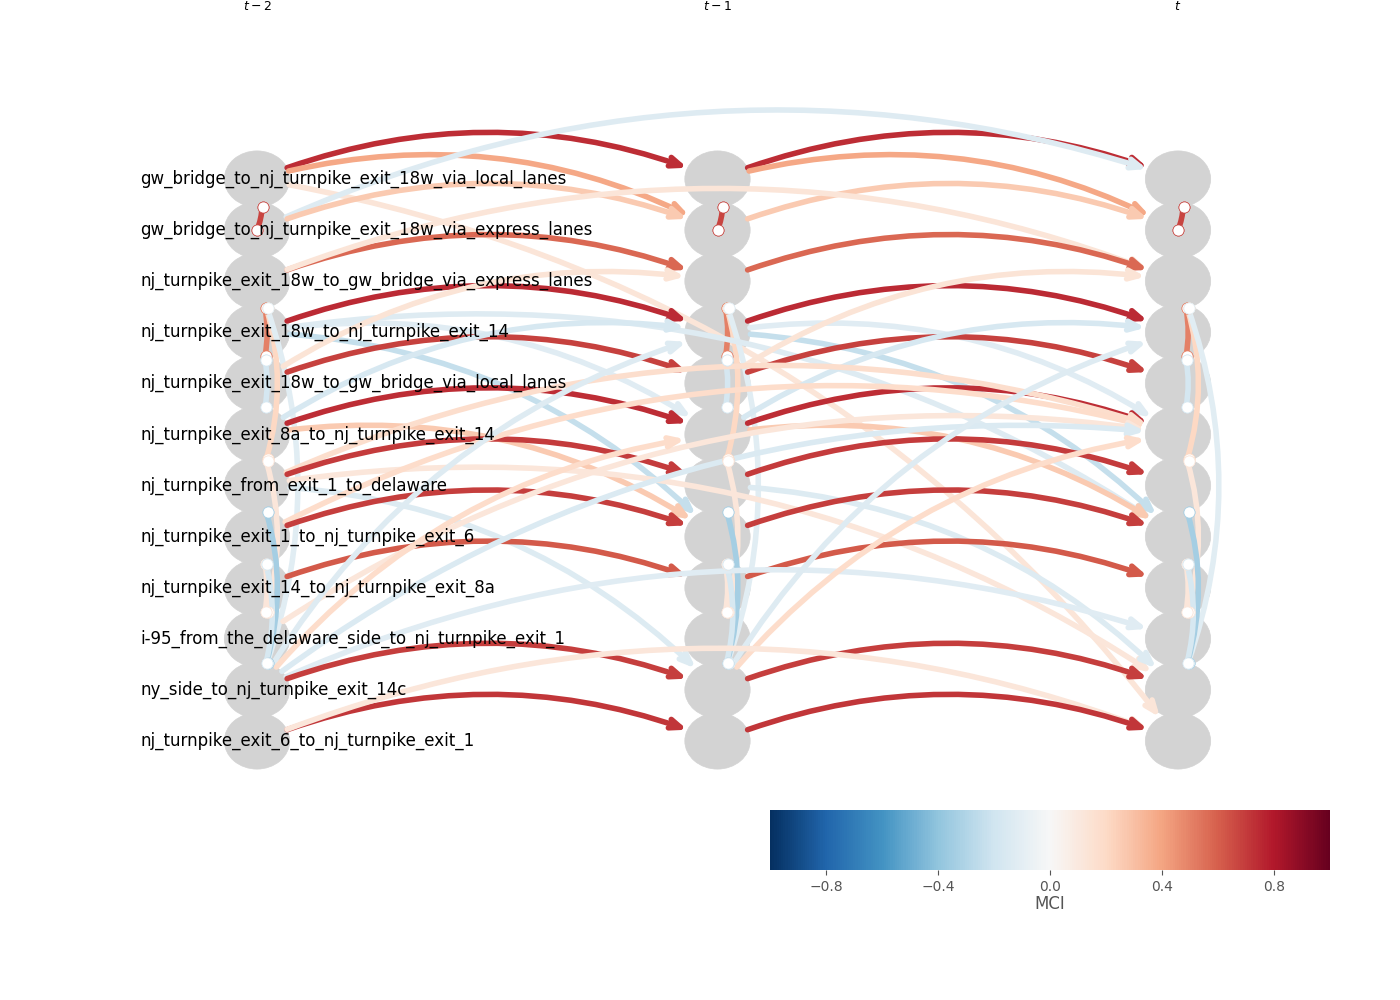 t − 2 t − 1 t
gw_bridge_to_nj_turnpike_exit_18w_via_local_lanes
gw_bridge_to_nj_turnpike_exit_18w_via_express_lanes
nj_turnpike_exit_18w_to_gw_bridge_via_express_lanes
nj_turnpike_exit_18w_to_nj_turnpike_exit_14
nj_turnpike_exit_18w_to_gw_bridge_via_local_lanes
nj_turnpike_exit_8a_to_nj_turnpike_exit_14
nj_turnpike_from_exit_1_to_delaware
nj_turnpike_exit_1_to_nj_turnpike_exit_6
nj_turnpike_exit_14_to_nj_turnpike_exit_8a
i-95_from_the_delaware_side_to_nj_turnpike_exit_1
ny_side_to_nj_turnpike_exit_14c
nj_turnpike_exit_6_to_nj_turnpike_exit_1
−0.8 −0.4 0.0 0.4 0.8
MCI